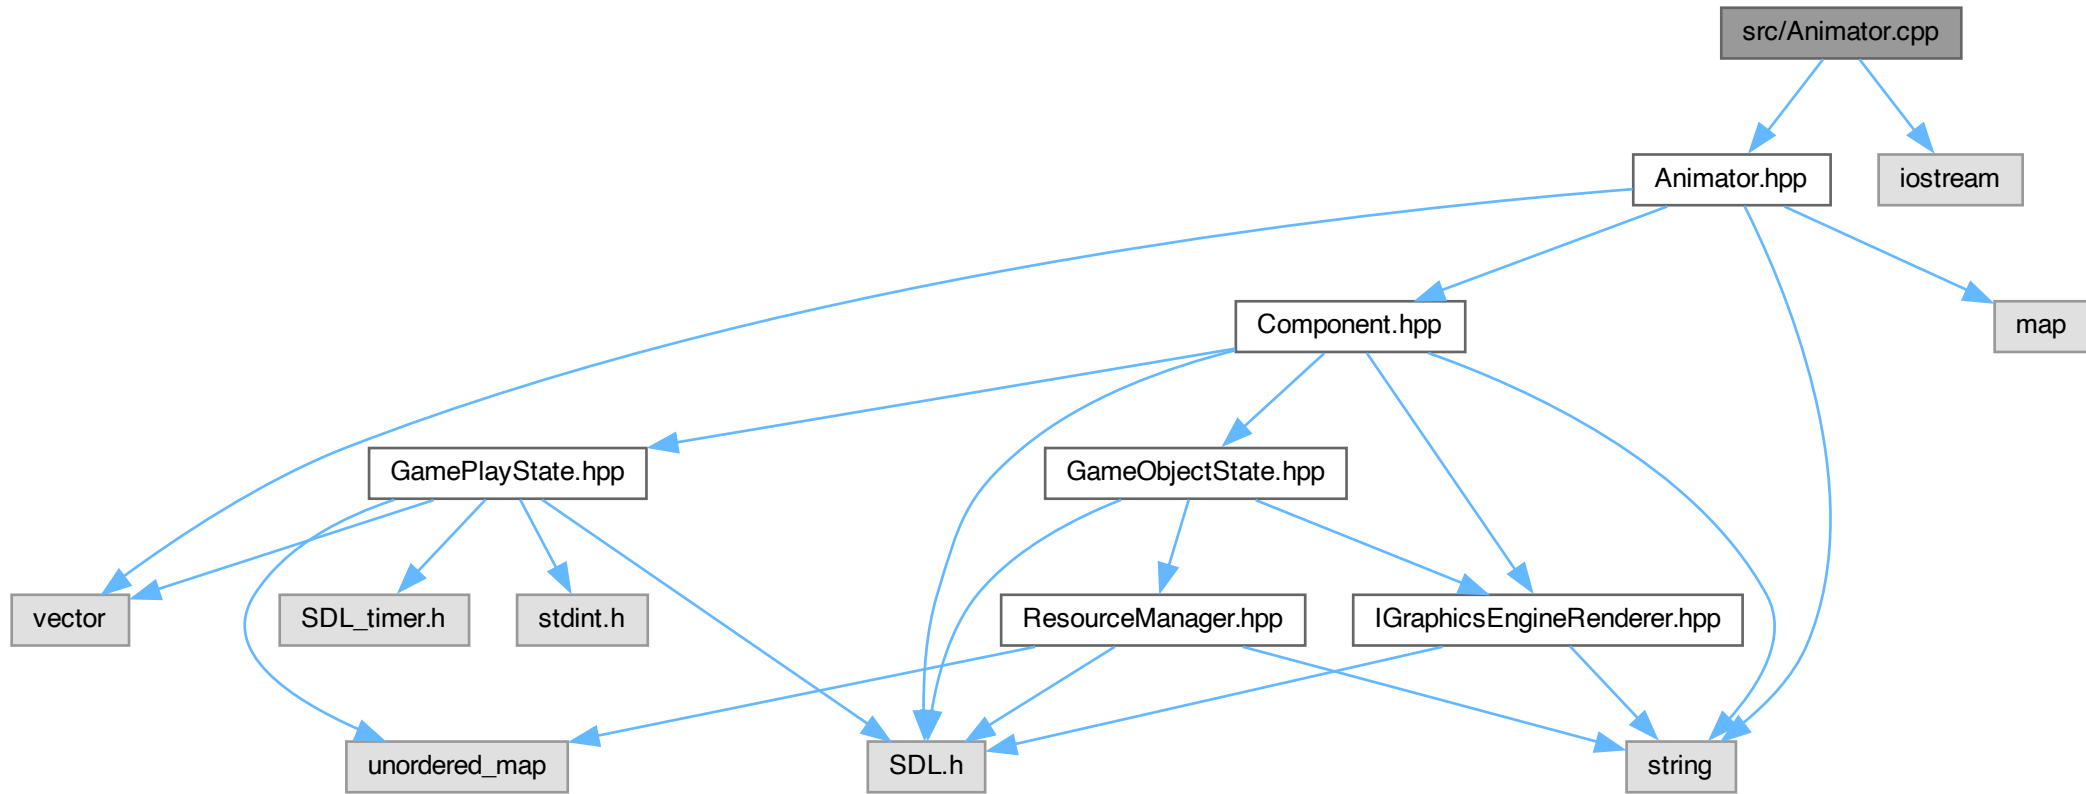 src/Animator.cpp
Animator.hpp
iostream
Component.hpp
map
GamePlayState.hpp
GameObjectState.hpp
vector
SDL_timer.h
stdint.h
ResourceManager.hpp
IGraphicsEngineRenderer.hpp
unordered_map
SDL.h
string